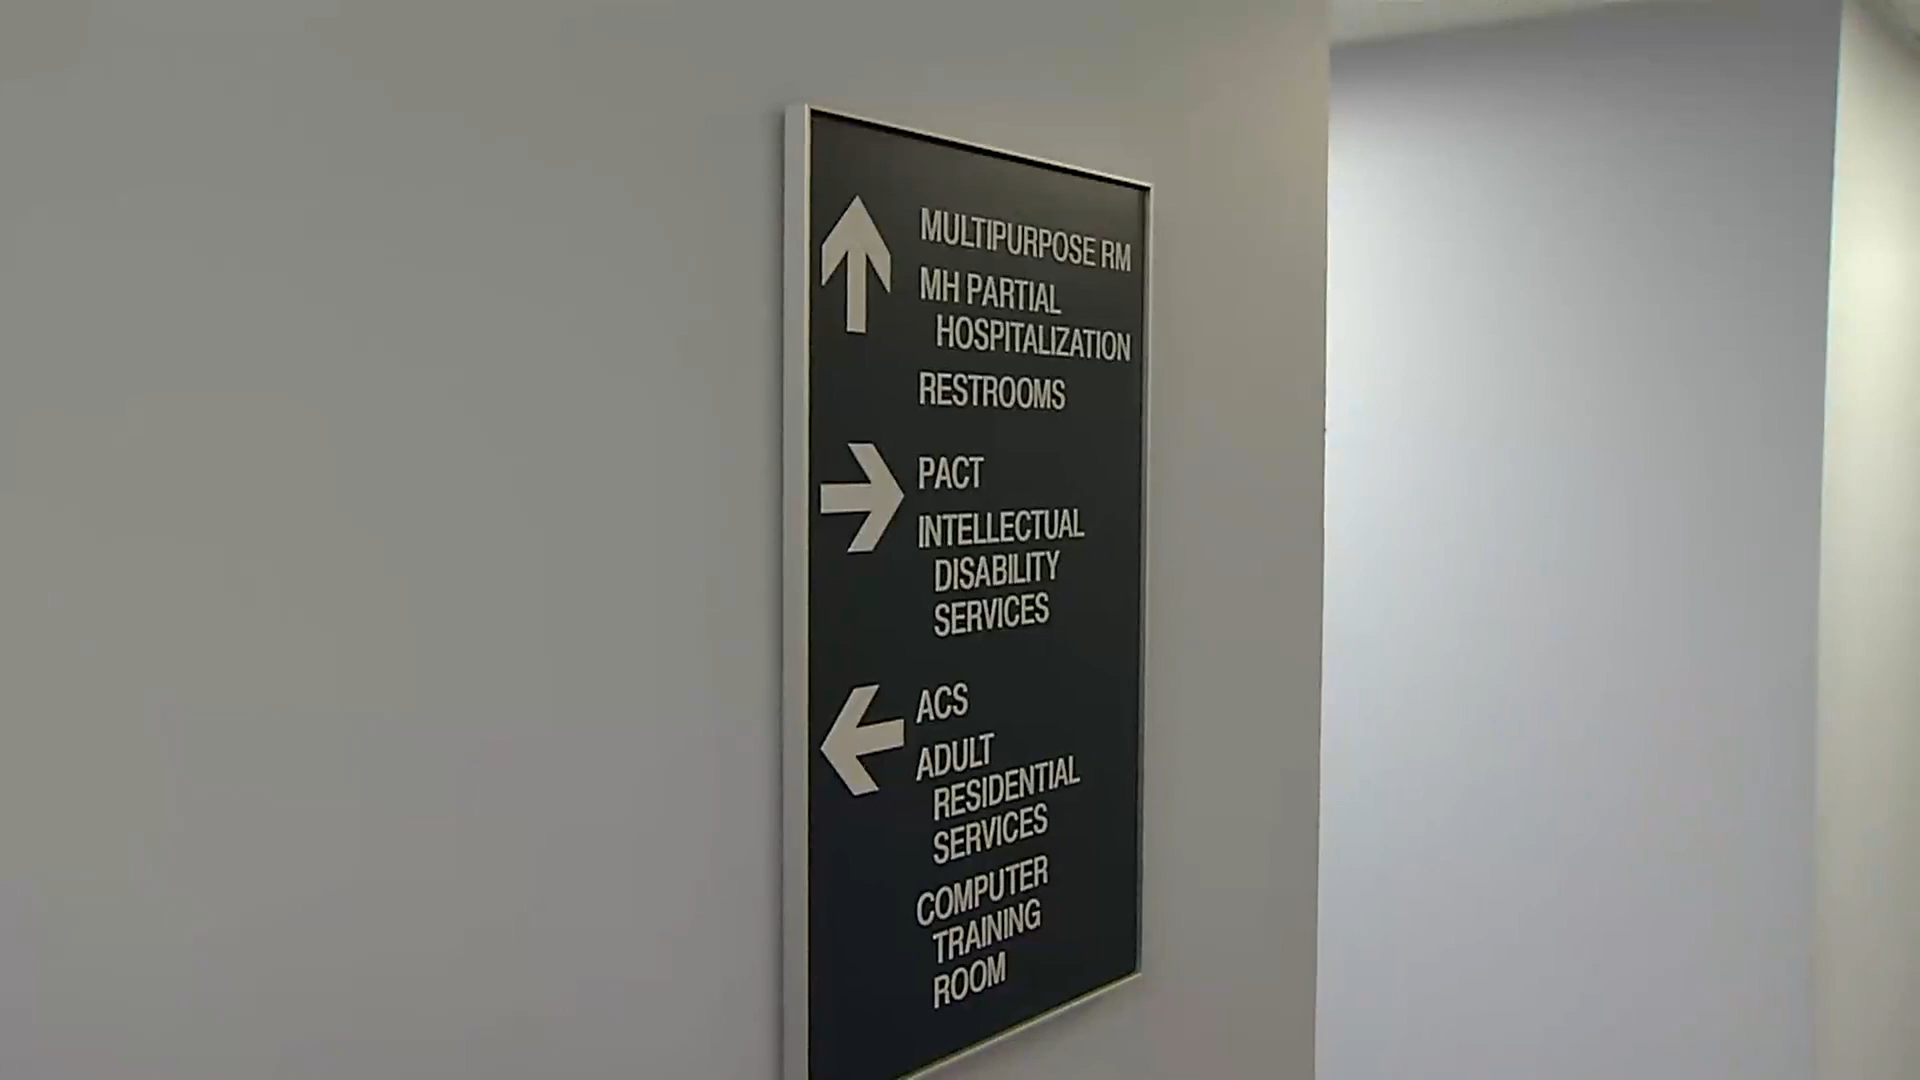 MULTIPURPOSE RM
MH PARTIAL
HOSPITALIZATION
RESTROOMS
PACT
INTELLECTUAL
DISABILITY
SERVICES
ACS
ADULT
RESIDENTIAL
SERVICES
COMPUTER
TRAINING
ROOM